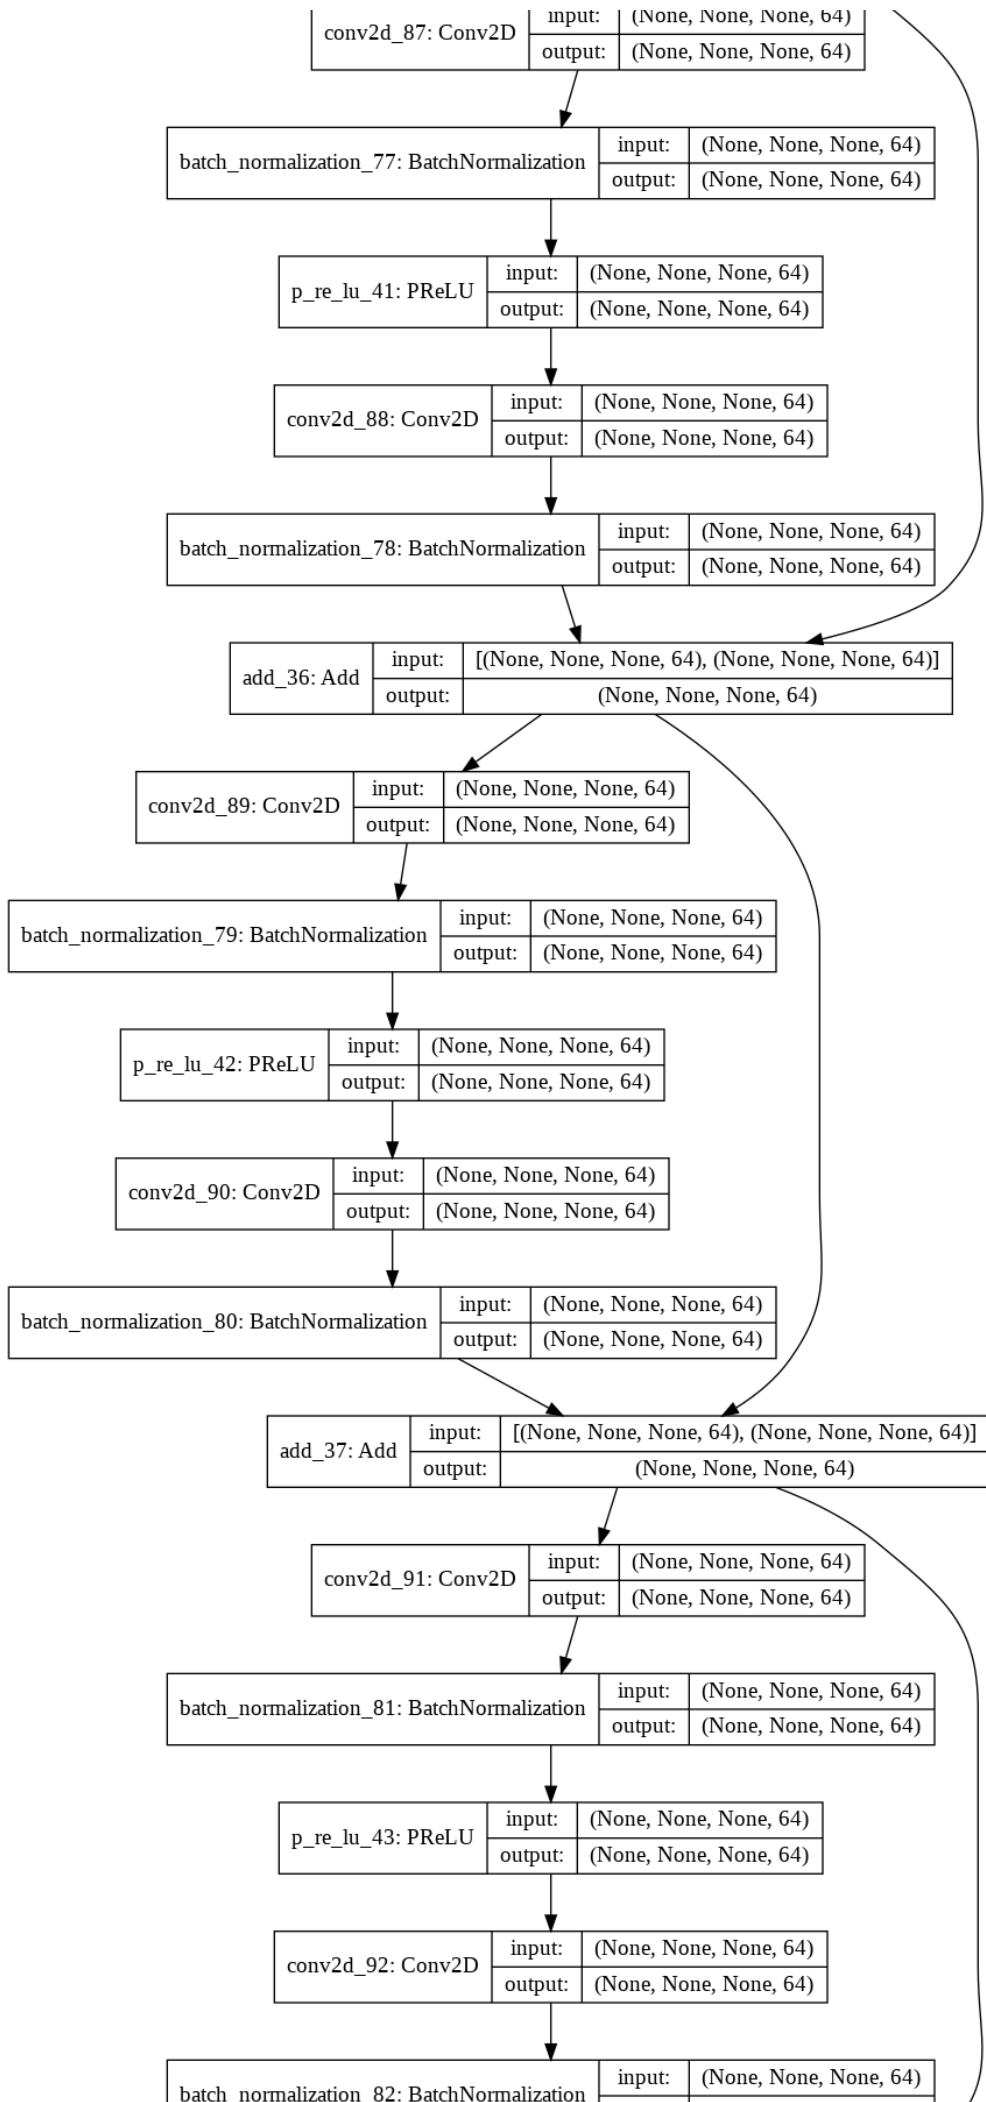 conv2d_87: Conv2D
input: (None, None, None, 64)
output: (None, None, None, 64)
batch_normalization_77: BatchNormalization
input: (None, None, None, 64)
output: (None, None, None, 64)
p_re_lu_41: PReLU
input: (None, None, None, 64)
output: (None, None, None, 64)
conv2d_88: Conv2D
input: (None, None, None, 64)
output: (None, None, None, 64)
batch_normalization_78: BatchNormalization
input: (None, None, None, 64)
output: (None, None, None, 64)
add_36: Add
input: [(None, None, None, 64), (None, None, None, 64)]
output: (None, None, None, 64)
conv2d_89: Conv2D
input: (None, None, None, 64)
output: (None, None, None, 64)
batch_normalization_79: BatchNormalization
input: (None, None, None, 64)
output: (None, None, None, 64)
p_re_lu_42: PReLU
input: (None, None, None, 64)
output: (None, None, None, 64)
conv2d_90: Conv2D
input: (None, None, None, 64)
output: (None, None, None, 64)
batch_normalization_80: BatchNormalization
input: (None, None, None, 64)
output: (None, None, None, 64)
add_37: Add
input: [(None, None, None, 64), (None, None, None, 64)]
output: (None, None, None, 64)
conv2d_91: Conv2D
input: (None, None, None, 64)
output: (None, None, None, 64)
batch_normalization_81: BatchNormalization
input: (None, None, None, 64)
output: (None, None, None, 64)
p_re_lu_43: PReLU
input: (None, None, None, 64)
output: (None, None, None, 64)
conv2d_92: Conv2D
input: (None, None, None, 64)
output: (None, None, None, 64)
batch_normalization_82: BatchNormalization
input: (None, None, None, 64)